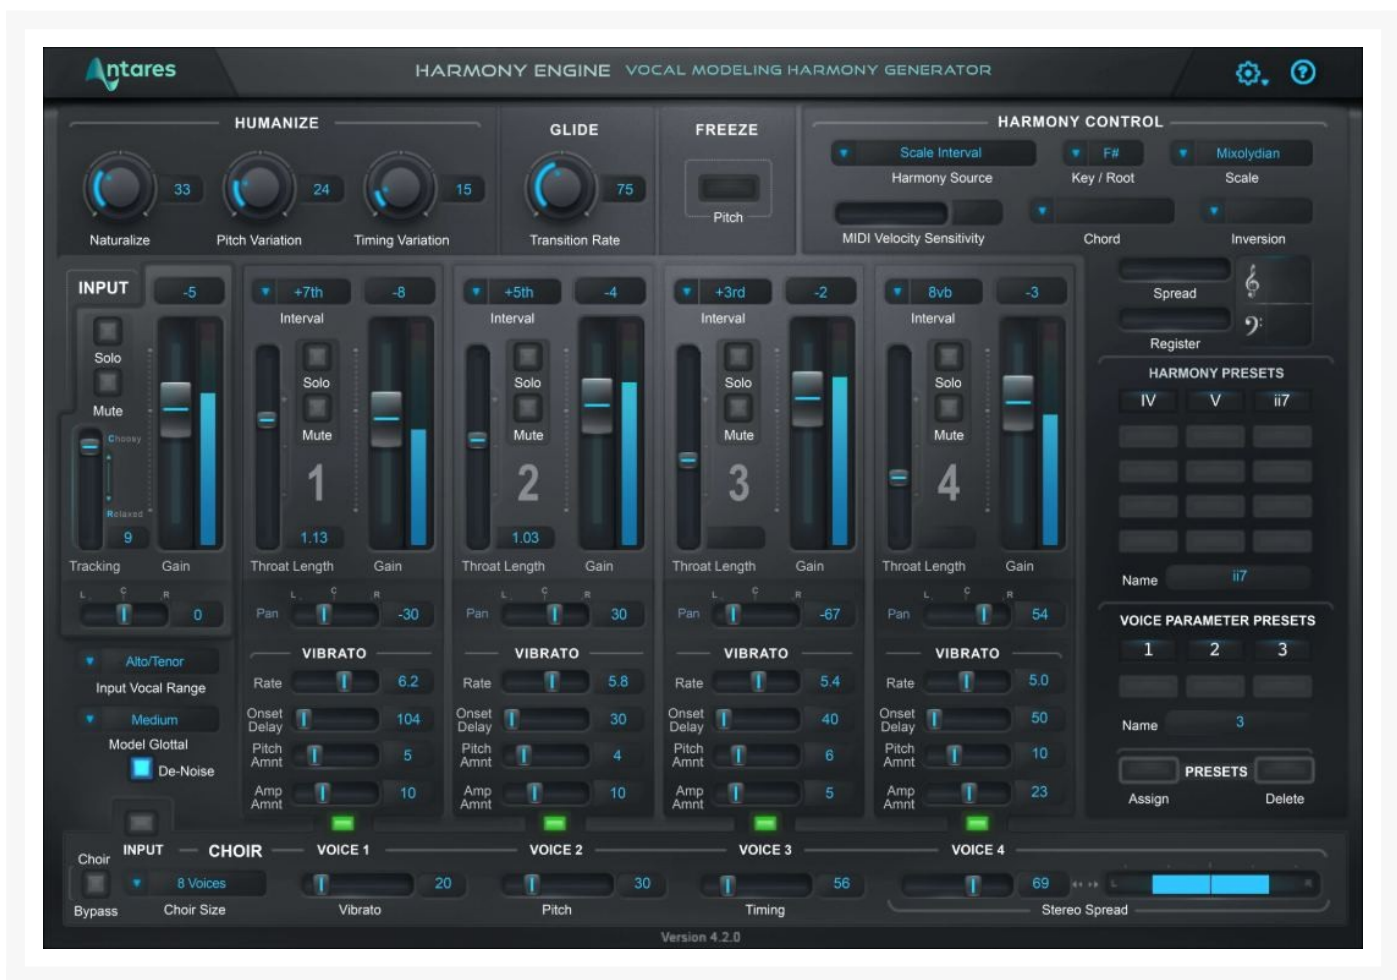 Antares
HARMONY ENGINE VOCAL MODELING HARMONY GENERATOR
?
HUMANIZE
33
Naturalize
24
Pitch Variation
15
Timing Variation
GLIDE
75
Transition Rate
FREEZE
Pitch
HARMONY CONTROL
Scale Interval
Harmony Source
F#
Key / Root
Mixolydian
Scale
MIDI Velocity Sensitivity
Chord
Inversion
Spread
Register
INPUT
-5
Solo
Mute
Choosy
Relaxed
9
Tracking
Gain
L C R
0
Alto/Tenor
Input Vocal Range
Medium
Model Glottal
De-Noise
+7th
-8
Interval
Solo
Mute
1
1.13
Throat Length
Gain
L C R
Pan
-30
VIBRATO
Rate
6.2
Onset
Delay
104
Pitch
Amnt
5
Amp
Amnt
10
+5th
-4
Interval
Solo
Mute
2
1.03
Throat Length
Gain
L C R
Pan
30
VIBRATO
Rate
5.8
Onset
Delay
30
Pitch
Amnt
4
Amp
Amnt
10
+3rd
-2
Interval
Solo
Mute
3
Throat Length
Gain
L C R
Pan
-67
VIBRATO
Rate
5.4
Onset
Delay
40
Pitch
Amnt
6
Amp
Amnt
5
8vb
-3
Interval
Solo
Mute
4
Throat Length
Gain
L C R
Pan
54
VIBRATO
Rate
5.0
Onset
Delay
50
Pitch
Amnt
10
Amp
Amnt
23
HARMONY PRESETS
IV V ii7
Name ii7
VOICE PARAMETER PRESETS
1 2 3
Name 3
PRESETS
Assign Delete
INPUT CHOIR VOICE 1 VOICE 2 VOICE 3 VOICE 4
Choir
Bypass
8 Voices
Choir Size
20
Vibrato
30
Pitch
56
Timing
69
L R
Stereo Spread
Version 4.2.0